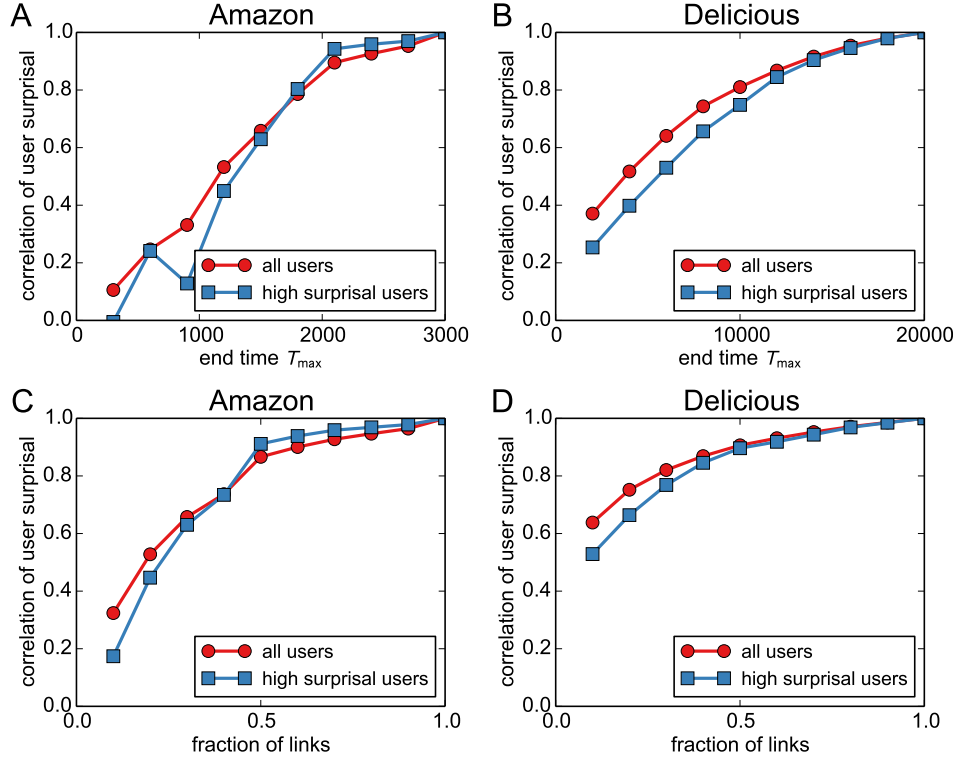 A
Amazon
correlation of user surprisal
1.0
0.8
0.6
0.4
0.2
0.0
all users
high surprisal users
0
1000
2000
3000
end time Tmax
B
Delicious
correlation of user surprisal
1.0
0.8
0.6
0.4
0.2
0.0
all users
high surprisal users
0
10000
20000
end time Tmax
C
Amazon
correlation of user surprisal
1.0
0.8
0.6
0.4
0.2
0.0
all users
high surprisal users
0.0
0.5
1.0
fraction of links
D
Delicious
correlation of user surprisal
1.0
0.8
0.6
0.4
0.2
0.0
all users
high surprisal users
0.0
0.5
1.0
fraction of links